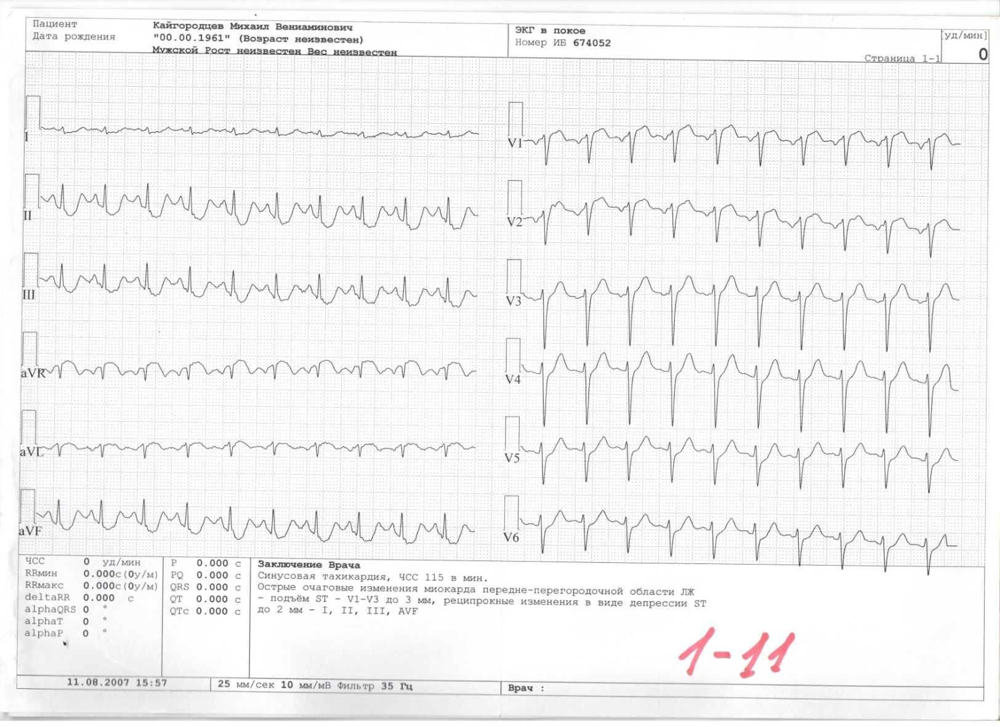 Пациент Кайгородцев Михаил Вениаминович
Дата рождения "00.00.1961" (Возраст неизвестен)
Мужской Рост неизвестен Вес неизвестен
ЭКГ в покое
Номер ИБ 674052
Страница 1-1
[уд/мин]
0
I
II
III
aVR
aVL
aVF
V1
V2
V3
V4
V5
V6
ЧСС 0 уд/мин
RRмин 0.000с(0у/м)
RRмакс 0.000с(0у/м)
deltaRR 0.000 с
alphaQRS 0 °
alphaT 0 °
alphaP 0 °
P 0.000 с
PQ 0.000 с
QRS 0.000 с
QT 0.000 с
QTc 0.000 с
Заключение Врача
Синусовая тахикардия, ЧСС 115 в мин.
Острые очаговые изменения миокарда передне-перегородочной области ЛЖ
- подъём ST - V1-V3 до 3 мм, реципрокные изменения в виде депрессии ST
до 2 мм - I, II, III, AVF
1-11
11.08.2007 15:57
25 мм/сек 10 мм/мВ Фильтр 35 Гц
Врач :